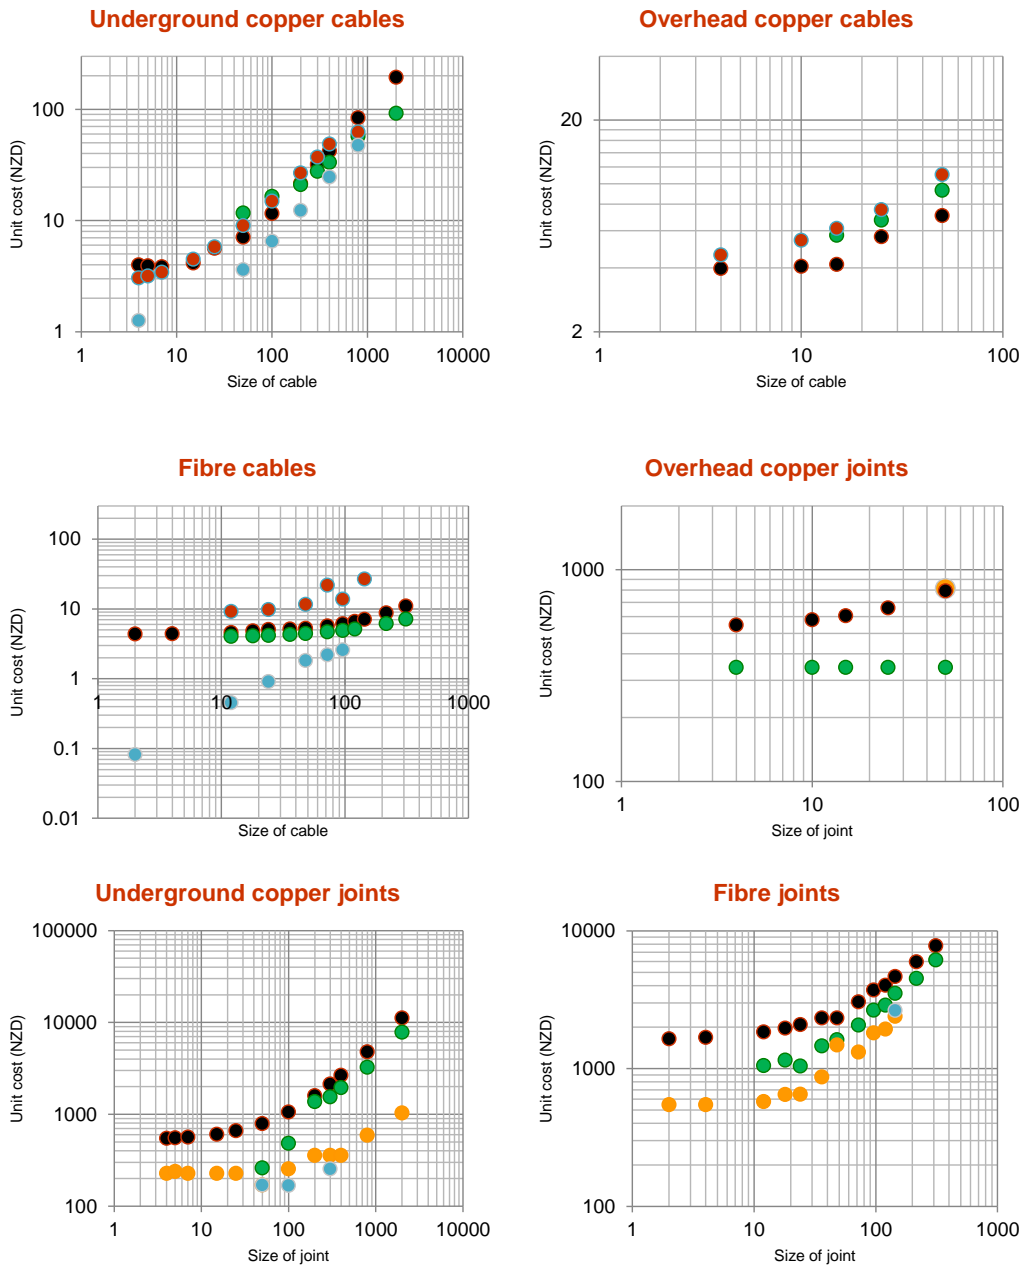 Underground copper cables
Unit cost (NZD)
100
10
1
1 10 100 1000 10000
Size of cable
Overhead copper cables
Unit cost (NZD)
20
2
1 10 100
Size of cable
Fibre cables
Unit cost (NZD)
100
10
1
0.1
0.01
1 10 100 1000
Size of cable
Overhead copper joints
Unit cost (NZD)
1000
100
1 10 100
Size of joint
Underground copper joints
Unit cost (NZD)
100000
10000
1000
100
1 10 100 1000 10000
Size of joint
Fibre joints
Unit cost (NZD)
10000
1000
100
1 10 100 1000
Size of joint